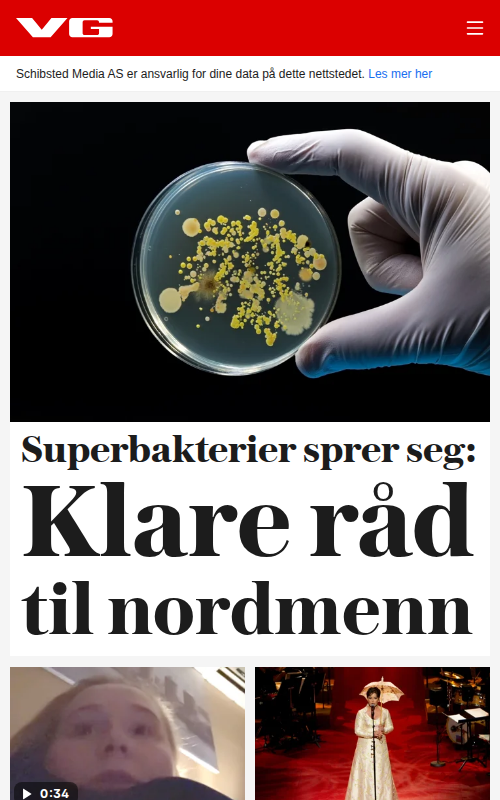 VG
Schibsted Media AS er ansvarlig for dine data på dette nettstedet. Les mer her
Superbakterier sprer seg:
Klare råd
til nordmenn
0:34